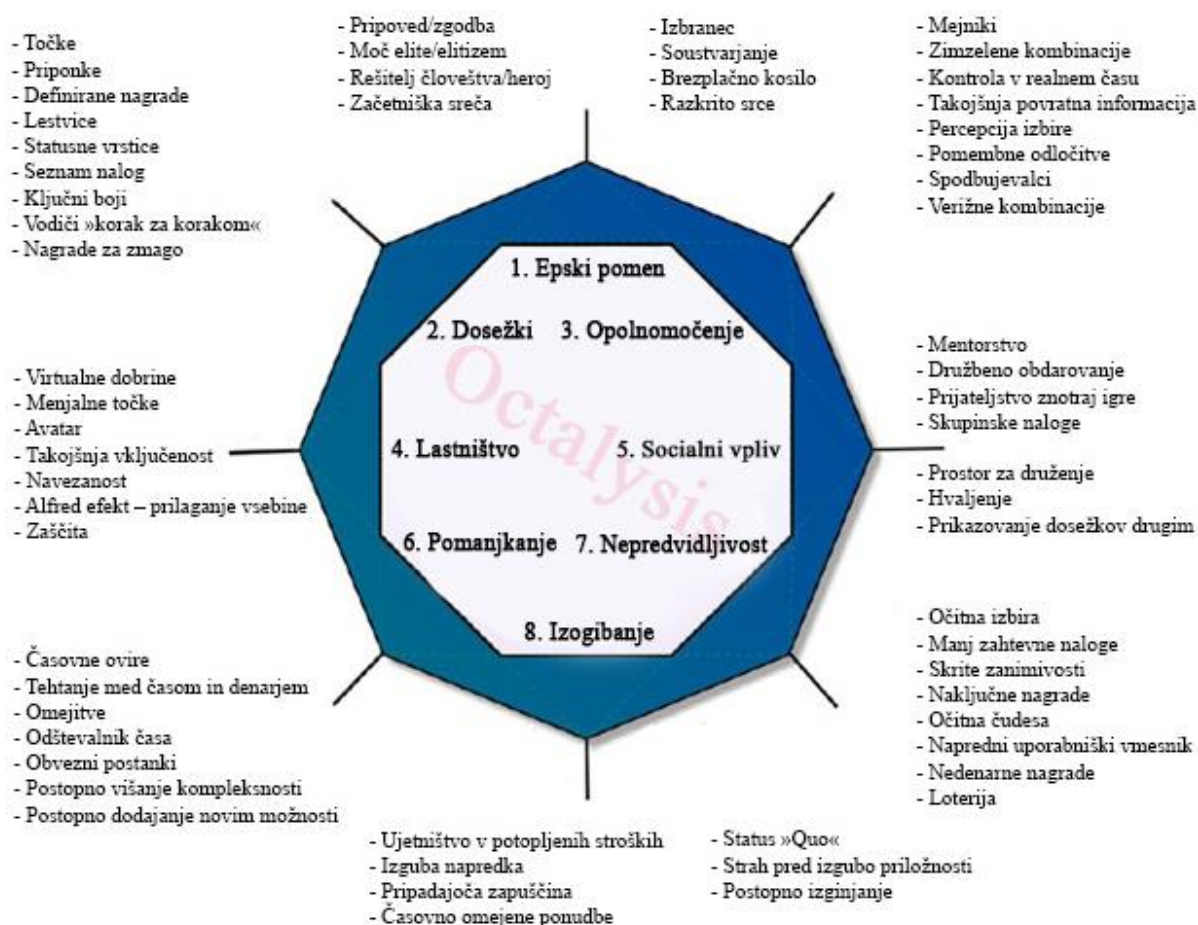 - Točke
- Priponke
- Definirane nagrade
- Lestvice
- Statusne vrstice
- Seznam nalog
- Ključni boji
- Vodiči »korak za korakom«
- Nagrade za zmago
- Pripoved/zgodba
- Moč elite/elitizem
- Rešitelj človeštva/heroj
- Začetniška sreča
- Izbranec
- Soustvarjanje
- Brezplačno kosilo
- Razkrito srce
- Mejniki
- Zimzelene kombinacije
- Kontrola v realnem času
- Takojšnja povratna informacija
- Percepcija izbire
- Pomembne odločitve
- Spodbujevalci
- Verižne kombinacije
1. Epski pomen
2. Dosežki
3. Opolnomočenje
4. Lastništvo
5. Socialni vpliv
6. Pomanjkanje
7. Nepredvidljivost
8. Izogibanje
Octalysis
- Virtualne dobrine
- Menjalne točke
- Avatar
- Takojšnja vključenost
- Navezanost
- Alfred efekt – prilaganje vsebine
- Zaščita
- Mentorstvo
- Družbeno obdarovanje
- Prijateljstvo znotraj igre
- Skupinske naloge
- Prostor za druženje
- Hvaljenje
- Prikazovanje dosežkov drugim
- Časovne ovire
- Tehtanje med časom in denarjem
- Omejitve
- Odštevalnik časa
- Obvezni postanki
- Postopno višanje kompleksnosti
- Postopno dodajanje novim možnosti
- Očitna izbira
- Manj zahtevne naloge
- Skrite zanimivosti
- Naključne nagrade
- Očitna čudesa
- Napredni uporabniški vmesnik
- Nedenarne nagrade
- Loterija
- Ujetništvo v potopljenih stroških
- Izguba napredka
- Pripadajoča zapuščina
- Časovno omejene ponudbe
- Status »Quo«
- Strah pred izgubo priložnosti
- Postopno izginjanje